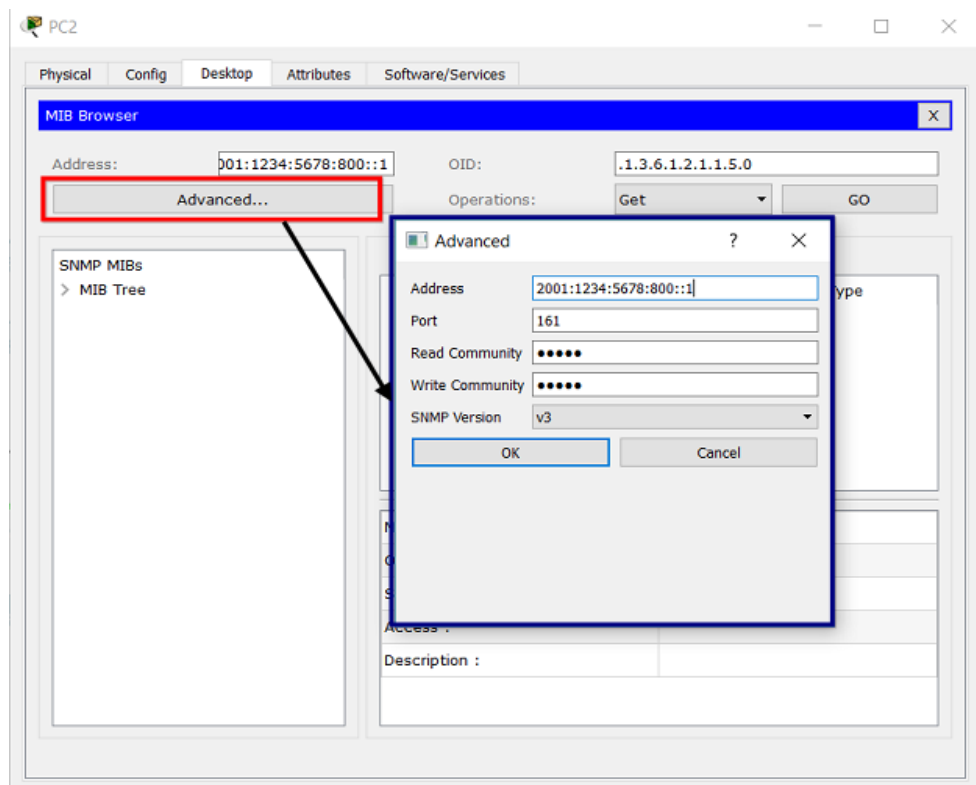 PC2
Physical Config Desktop Attributes Software/Services
MIB Browser X
Address: 001:1234:5678:800::1 OID: .1.3.6.1.2.1.1.5.0
Advanced... Operations: Get GO
SNMP MIBs
MIB Tree
Advanced ?
Address 2001:1234:5678:800::1
Port 161
Read Community ●●●●●
Write Community ●●●●●
SNMP Version v3
OK Cancel
Access :
Description :